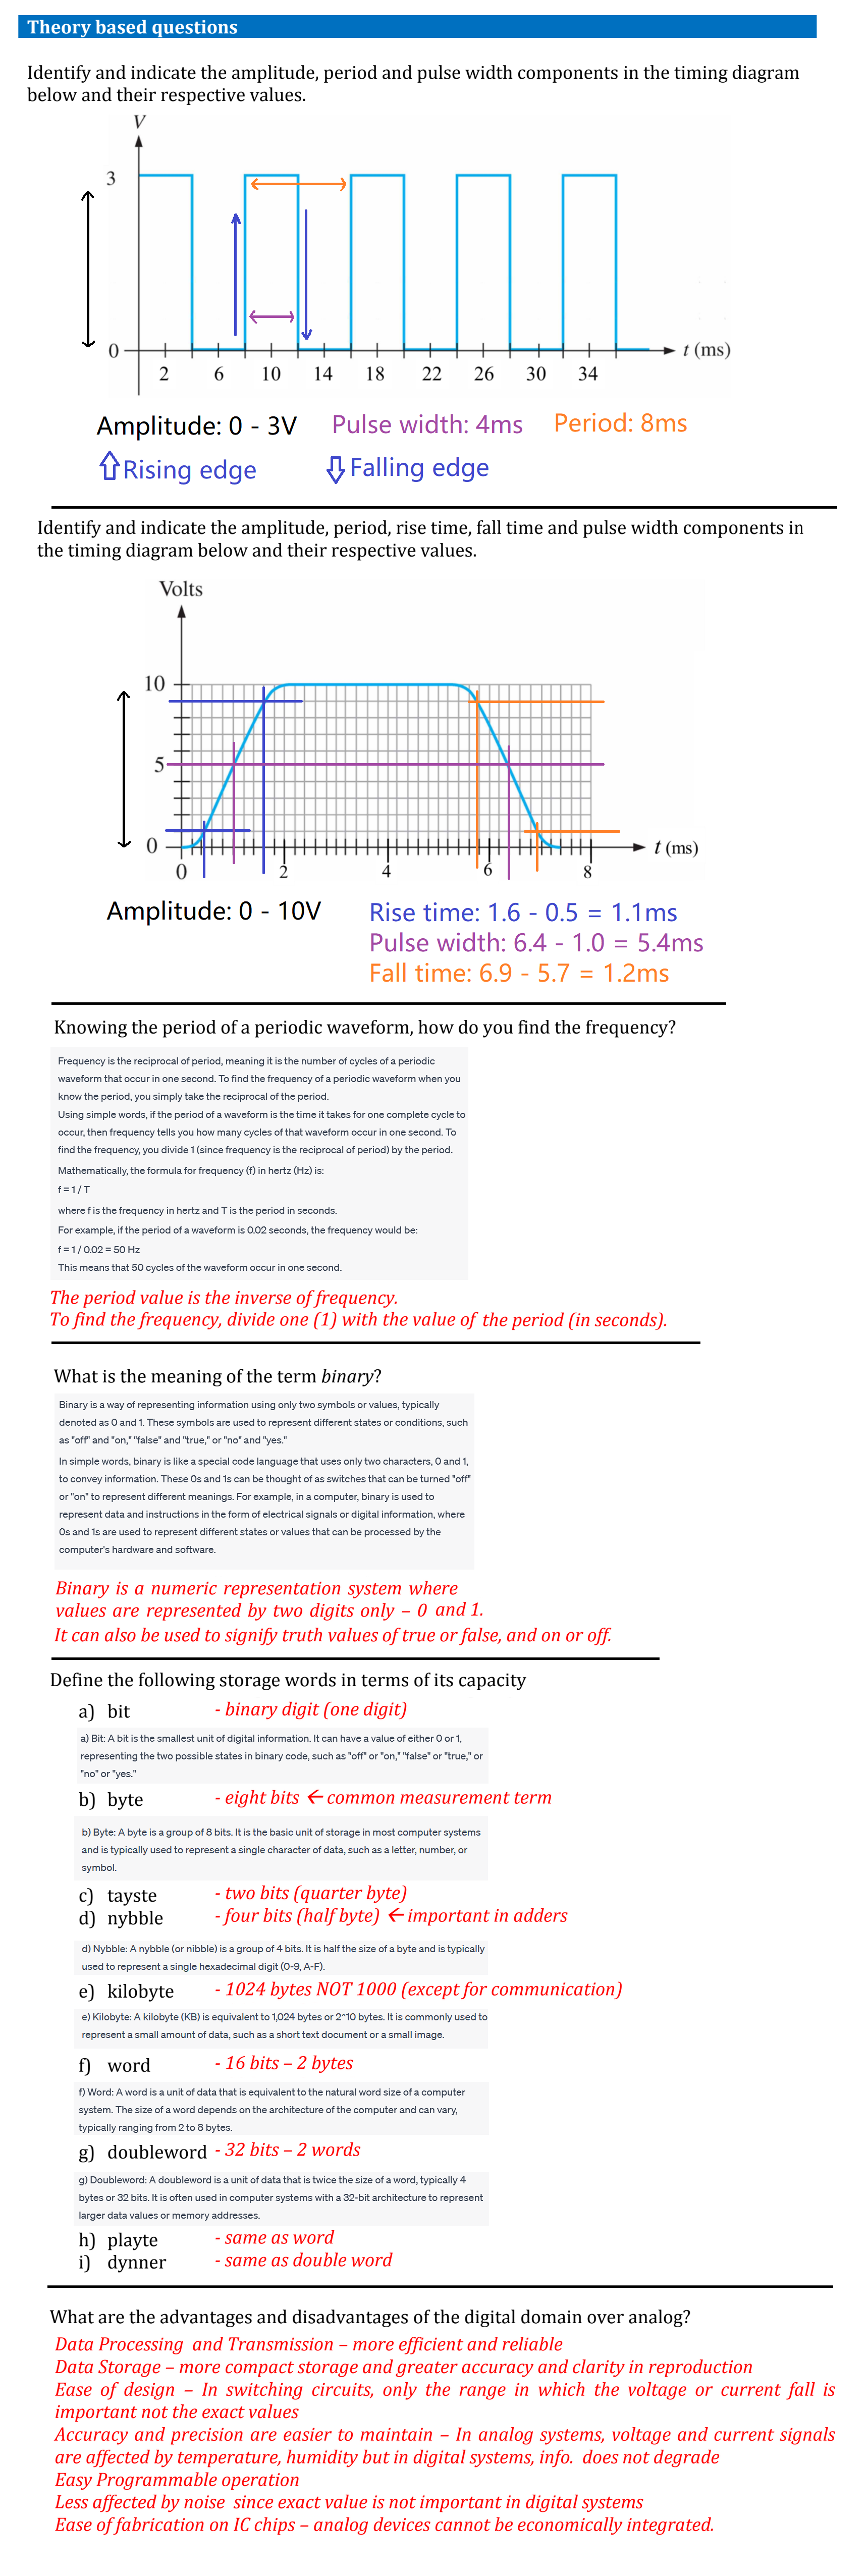 Theory based questions
Identify and indicate the amplitude, period and pulse width components in the timing diagram
below and their respective values.
V
3
0
t (ms)
2 6 10 14 18 22 26 30 34
Amplitude: 0 - 3V Pulse width: 4ms Period: 8ms
Rising edge Falling edge
Identify and indicate the amplitude, period, rise time, fall time and pulse width components in
the timing diagram below and their respective values.
Volts
10
5
0
t (ms)
0 2 4 6 8
Amplitude: 0 - 10V Rise time: 1.6 - 0.5 = 1.1ms
Pulse width: 6.4 - 1.0 = 5.4ms
Fall time: 6.9 - 5.7 = 1.2ms
Knowing the period of a periodic waveform, how do you find the frequency?
Frequency is the reciprocal of period, meaning it is the number of cycles of a periodic
waveform that occur in one second. To find the frequency of a periodic waveform when you
know the period, you simply take the reciprocal of the period.
Using simple words, if the period of a waveform is the time it takes for one complete cycle to
occur, then frequency tells you how many cycles of that waveform occur in one second. To
find the frequency, you divide 1 (since frequency is the reciprocal of period) by the period.
Mathematically, the formula for frequency (f) in hertz (Hz) is:
f = 1 / T
where f is the frequency in hertz and T is the period in seconds.
For example, if the period of a waveform is 0.02 seconds, the frequency would be:
f = 1 / 0.02 = 50 Hz
This means that 50 cycles of the waveform occur in one second.
The period value is the inverse of frequency.
To find the frequency, divide one (1) with the value of the period (in seconds).
What is the meaning of the term binary?
Binary is a way of representing information using only two symbols or values, typically
denoted as 0 and 1. These symbols are used to represent different states or conditions, such
as "off" and "on," "false" and "true," or "no" and "yes."
In simple words, binary is like a special code language that uses only two characters, 0 and 1,
to convey information. These 0s and 1s can be thought of as switches that can be turned "off"
or "on" to represent different meanings. For example, in a computer, binary is used to
represent data and instructions in the form of electrical signals or digital information, where
0s and 1s are used to represent different states or values that can be processed by the
computer's hardware and software.
Binary is a numeric representation system where
values are represented by two digits only – 0 and 1.
It can also be used to signify truth values of true or false, and on or off.
Define the following storage words in terms of its capacity
a) bit - binary digit (one digit)
a) Bit: A bit is the smallest unit of digital information. It can have a value of either 0 or 1,
representing the two possible states in binary code, such as "off" or "on," "false" or "true," or
"no" or "yes."
b) byte - eight bits ← common measurement term
b) Byte: A byte is a group of 8 bits. It is the basic unit of storage in most computer systems
and is typically used to represent a single character of data, such as a letter, number, or
symbol.
c) tayste - two bits (quarter byte)
d) nybble - four bits (half byte) ← important in adders
d) Nybble: A nybble (or nibble) is a group of 4 bits. It is half the size of a byte and is typically
used to represent a single hexadecimal digit (0-9, A-F).
e) kilobyte - 1024 bytes NOT 1000 (except for communication)
e) Kilobyte: A kilobyte (KB) is equivalent to 1,024 bytes or 2^10 bytes. It is commonly used to
represent a small amount of data, such as a short text document or a small image.
f) word - 16 bits – 2 bytes
f) Word: A word is a unit of data that is equivalent to the natural word size of a computer
system. The size of a word depends on the architecture of the computer and can vary,
typically ranging from 2 to 8 bytes.
g) doubleword - 32 bits – 2 words
g) Doubleword: A doubleword is a unit of data that is twice the size of a word, typically 4
bytes or 32 bits. It is often used in computer systems with a 32-bit architecture to represent
larger data values or memory addresses.
h) playte - same as word
i) dynner - same as double word
What are the advantages and disadvantages of the digital domain over analog?
Data Processing and Transmission – more efficient and reliable
Data Storage – more compact storage and greater accuracy and clarity in reproduction
Ease of design – In switching circuits, only the range in which the voltage or current fall is
important not the exact values
Accuracy and precision are easier to maintain – In analog systems, voltage and current signals
are affected by temperature, humidity but in digital systems, info. does not degrade
Easy Programmable operation
Less affected by noise since exact value is not important in digital systems
Ease of fabrication on IC chips – analog devices cannot be economically integrated.